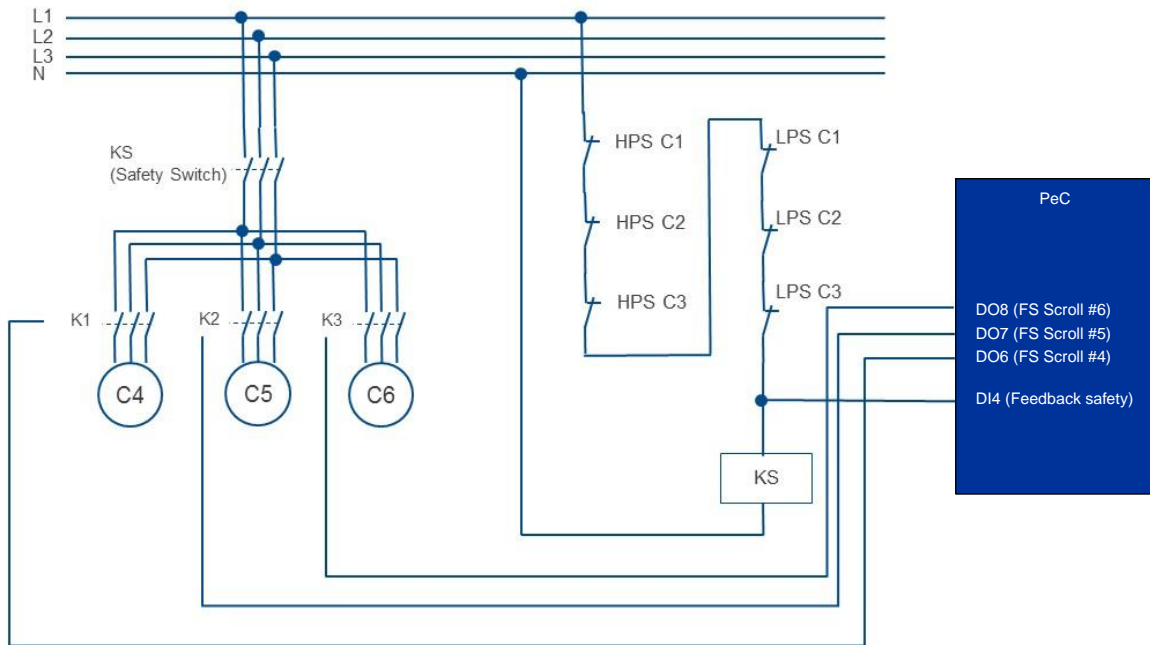 L1
L2
L3
N
KS
(Safety Switch)
HPS C1
HPS C2
HPS C3
LPS C1
LPS C2
LPS C3
K1
K2
K3
C4
C5
C6
KS
PeC
DO8 (FS Scroll #6)
DO7 (FS Scroll #5)
DO6 (FS Scroll #4)
DI4 (Feedback safety)